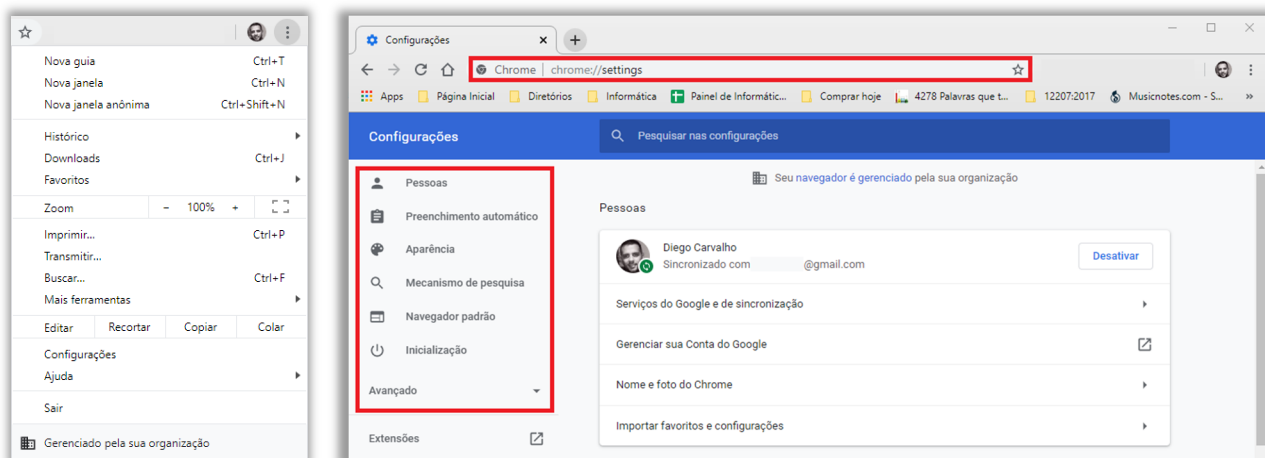 Nova guia Ctrl+T
Nova janela Ctrl+N
Nova janela anônima Ctrl+Shift+N
Histórico
Downloads Ctrl+J
Favoritos
Zoom - 100% +
Imprimir... Ctrl+P
Transmitir...
Buscar... Ctrl+F
Mais ferramentas
Editar Recortar Copiar Colar
Configurações
Ajuda
Sair
Gerenciado pela sua organização
Configurações
Chrome | chrome://settings
Apps Página Inicial Diretórios Informática Painel de Informátic... Comprar hoje 4278 Palavras que t... 12207:2017 Musicnotes.com - S... »
Configurações Pesquisar nas configurações
Pessoas
Preenchimento automático
Aparência
Mecanismo de pesquisa
Navegador padrão
Inicialização
Avançado
Extensões
Seu navegador é gerenciado pela sua organização
Pessoas
Diego Carvalho
Sincronizado com @gmail.com
Desativar
Serviços do Google e de sincronização
Gerenciar sua Conta do Google
Nome e foto do Chrome
Importar favoritos e configurações